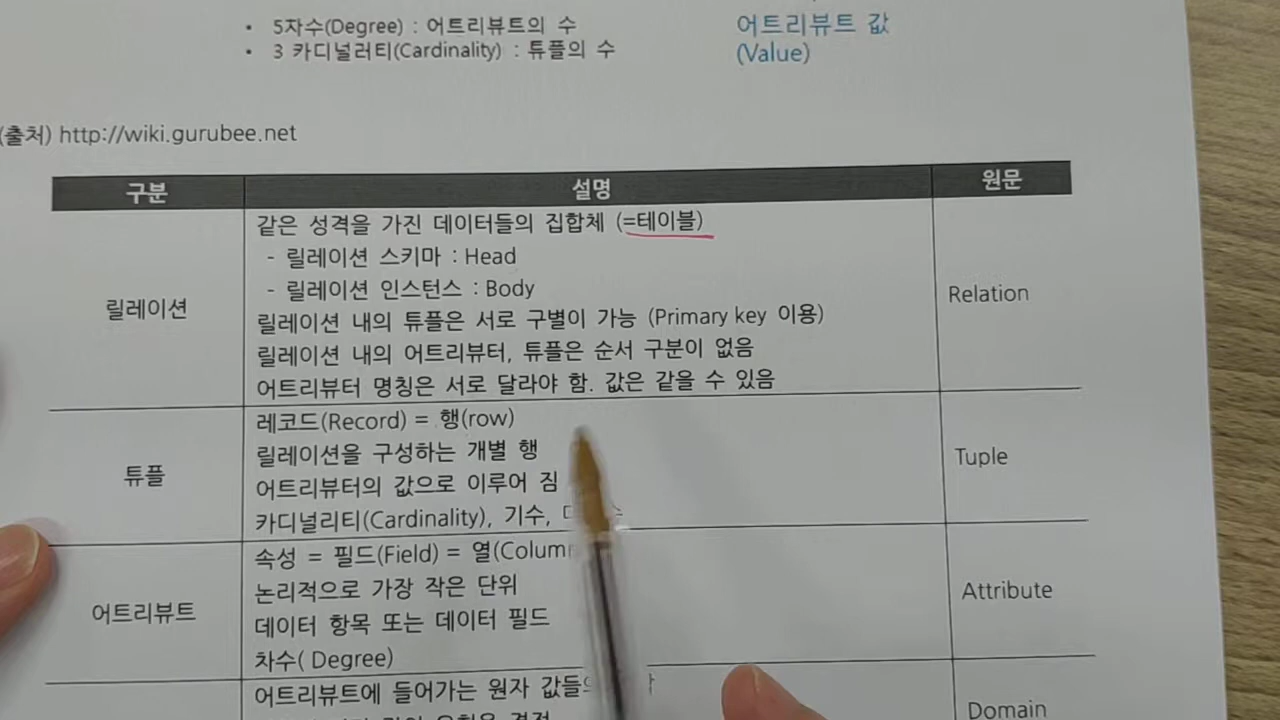 • 5차수(Degree) : 어트리뷰트의 수
• 3 카디널러티(Cardinality) : 튜플의 수
어트리뷰트 값
(Value)
(출처) http://wiki.gurubee.net
구분 설명 원문
릴레이션
같은 성격을 가진 데이터들의 집합체 (=테이블)
- 릴레이션 스키마 : Head
- 릴레이션 인스턴스 : Body
릴레이션 내의 튜플은 서로 구별이 가능 (Primary key 이용)
릴레이션 내의 어트리뷰터, 튜플은 순서 구분이 없음
어트리뷰터 명칭은 서로 달라야 함. 값은 같을 수 있음
Relation
튜플
레코드(Record) = 행(row)
릴레이션을 구성하는 개별 행
어트리뷰터의 값으로 이루어 짐
카디널리티(Cardinality), 기수,
Tuple
어트리뷰트
속성 = 필드(Field) = 열(Colum
논리적으로 가장 작은 단위
데이터 항목 또는 데이터 필드
차수( Degree)
Attribute
어트리뷰트에 들어가는 원자
Domain